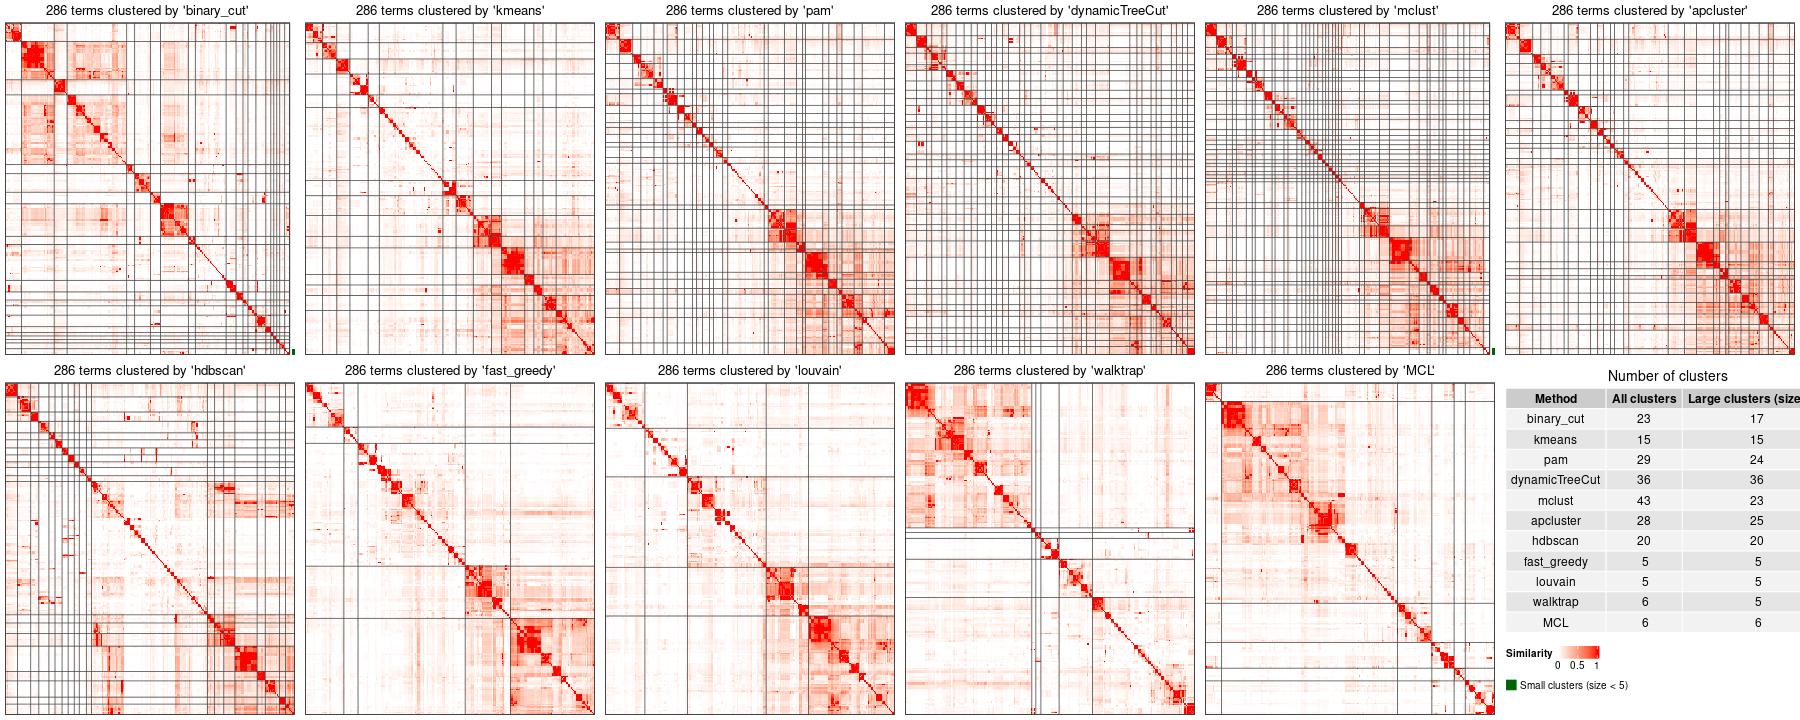 286 terms clustered by 'binary_cut'
286 terms clustered by 'kmeans'
286 terms clustered by 'pam'
286 terms clustered by 'dynamicTreeCut'
286 terms clustered by 'mclust'
286 terms clustered by 'apcluster'
286 terms clustered by 'hdbscan'
286 terms clustered by 'fast_greedy'
286 terms clustered by 'louvain'
286 terms clustered by 'walktrap'
286 terms clustered by 'MCL'
Number of clusters
Method All clusters Large clusters (size
binary_cut 23 17
kmeans 15 15
pam 29 24
dynamicTreeCut 36 36
mclust 43 23
apcluster 28 25
hdbscan 20 20
fast_greedy 5 5
louvain 5 5
walktrap 6 5
MCL 6 6
Similarity
0 0.5 1
Small clusters (size < 5)